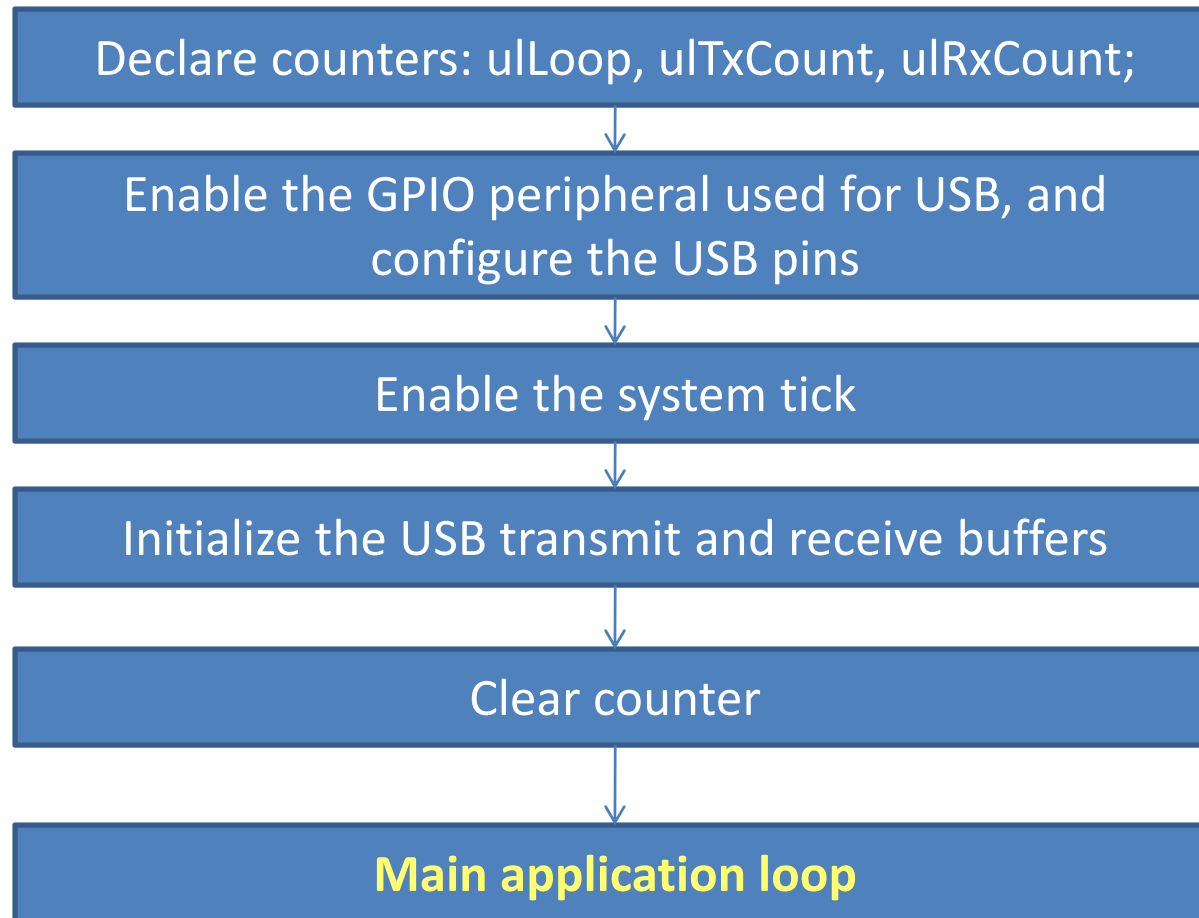 Declare counters: ulLoop, ulTxCount, ulRxCount;
Enable the GPIO peripheral used for USB, and
configure the USB pins
Enable the system tick
Initialize the USB transmit and receive buffers
Clear counter
Main application loop